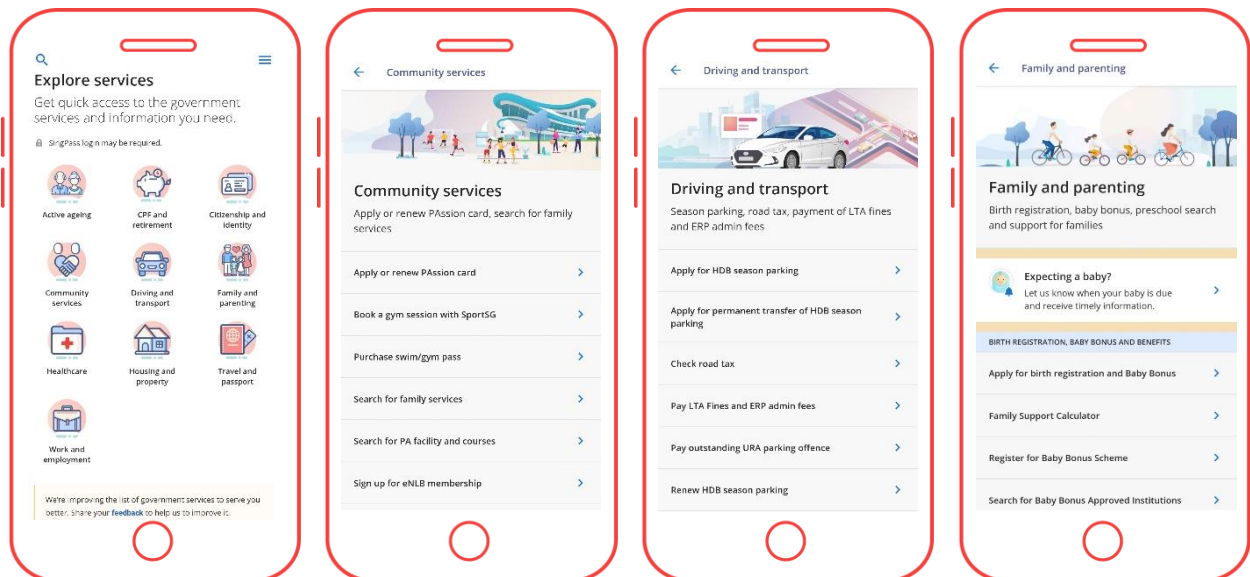 Explore services
Get quick access to the government
services and information you need.
SingPass login may be required.
Active ageing
CPF and
retirement
Citizenship and
identity
Community
services
Driving and
transport
Family and
parenting
Healthcare
Housing and
property
Travel and
passport
Work and
employment
We're improving the list of government services to serve you
better. Share your feedback to help us to improve it.
Community services
Community services
Apply or renew PAssion card, search for family
services
Apply or renew PAssion card
Book a gym session with SportSG
Purchase swim/gym pass
Search for family services
Search for PA facility and courses
Sign up for eNLB membership
Driving and transport
Driving and transport
Season parking, road tax, payment of LTA fines
and ERP admin fees
Apply for HDB season parking
Apply for permanent transfer of HDB season
parking
Check road tax
Pay LTA Fines and ERP admin fees
Pay outstanding URA parking offence
Renew HDB season parking
Family and parenting
Family and parenting
Birth registration, baby bonus, preschool search
and support for families
Expecting a baby?
Let us know when your baby is due
and receive timely information.
BIRTH REGISTRATION, BABY BONUS AND BENEFITS
Apply for birth registration and Baby Bonus
Family Support Calculator
Register for Baby Bonus Scheme
Search for Baby Bonus Approved Institutions